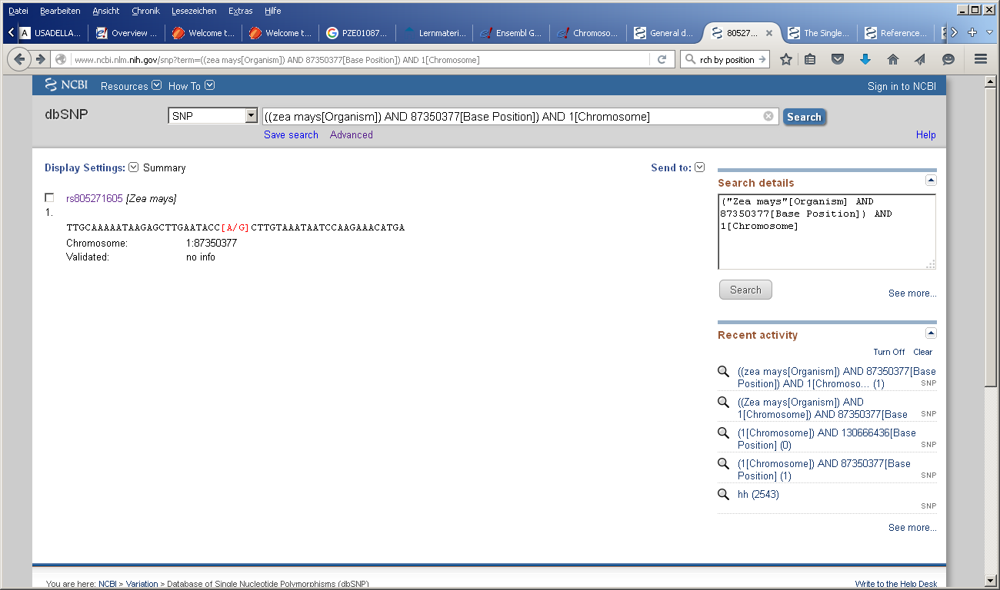 Datei Bearbeiten Ansicht Chronik Lesezeichen Extras Hilfe
A USADELLA... Overview ... Welcome t... Welcome t... PZE01087... Lernmateri... Ensembl G... Chromoso... General d... 80527... The Single... Reference...
www.ncbi.nlm.nih.gov/snp?term=((zea mays[Organism]) AND 87350377[Base Position]) AND 1[Chromosome]
rch by position
NCBI Resources How To Sign in to NCBI
dbSNP SNP ((zea mays[Organism]) AND 87350377[Base Position]) AND 1[Chromosome] Search
Save search Advanced Help
Display Settings: Summary Send to:
rs805271605 [Zea mays]
1.
TTGCAAAAATAAGAGCTTGAATACC[A/G]CTTGTAAATAATCCAAGAAACATGA
Chromosome: 1:87350377
Validated: no info
Search details
("Zea mays"[Organism] AND
87350377[Base Position]) AND
1[Chromosome]
Search
See more...
Recent activity
Turn Off Clear
((zea mays[Organism]) AND 87350377[Base
Position]) AND 1[Chromoso... (1) SNP
((Zea mays[Organism]) AND
1[Chromosome]) AND 87350377[Base SNP
(1[Chromosome]) AND 130666436[Base
Position] (0) SNP
(1[Chromosome]) AND 87350377[Base
Position] (1) SNP
hh (2543)
SNP
See more...
You are here: NCBI > Variation > Database of Single Nucleotide Polymorphisms (dbSNP) Write to the Help Desk